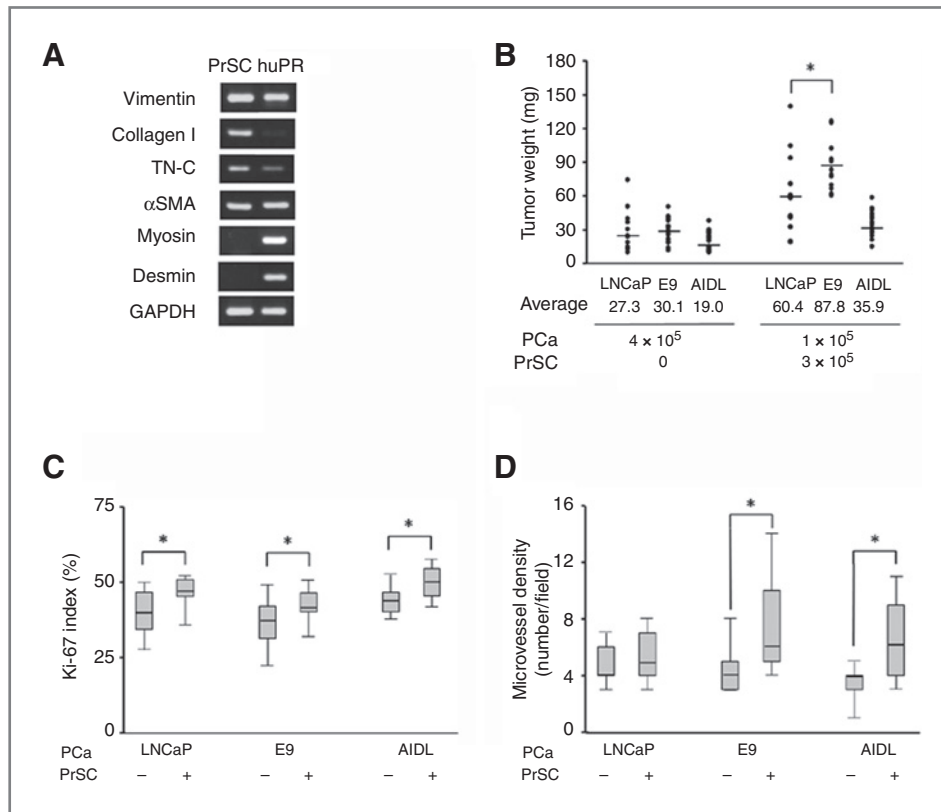 A
PrSC huPR
Vimentin
Collagen I
TN-C
αSMA
Myosin
Desmin
GAPDH
B
Tumor weight (mg)
180
150
120
90
60
30
0
*
LNCaP E9 AIDL LNCaP E9 AIDL
Average 27.3 30.1 19.0 60.4 87.8 35.9
PCa 4 × 10⁵ 1 × 10⁵
PrSC 0 3 × 10⁵
C
Ki-67 index (%)
75
50
25
0
* * *
PCa LNCaP E9 AIDL
PrSC – + – + – +
D
Microvessel density
(number/field)
16
12
8
4
0
* *
PCa LNCaP E9 AIDL
PrSC – + – + – +